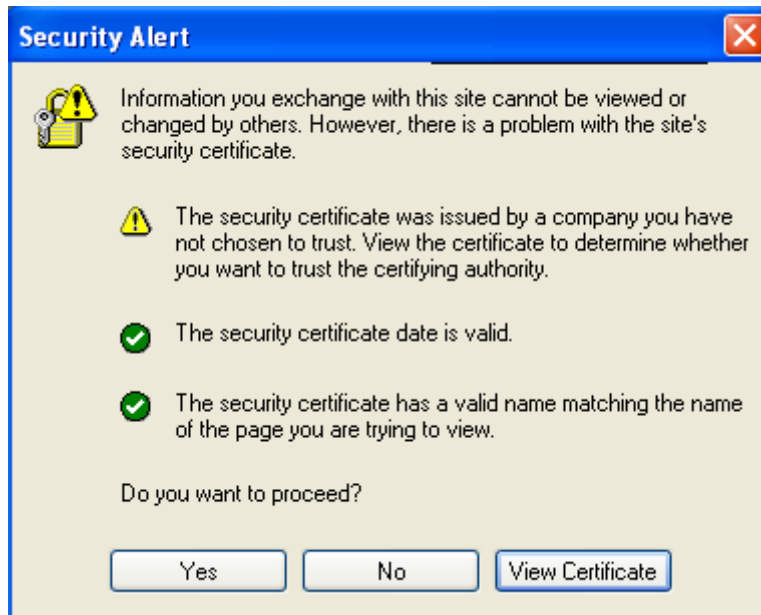 Security Alert
Information you exchange with this site cannot be viewed or
changed by others. However, there is a problem with the site's
security certificate.
The security certificate was issued by a company you have
not chosen to trust. View the certificate to determine whether
you want to trust the certifying authority.
The security certificate date is valid.
The security certificate has a valid name matching the name
of the page you are trying to view.
Do you want to proceed?
Yes
No
View Certificate